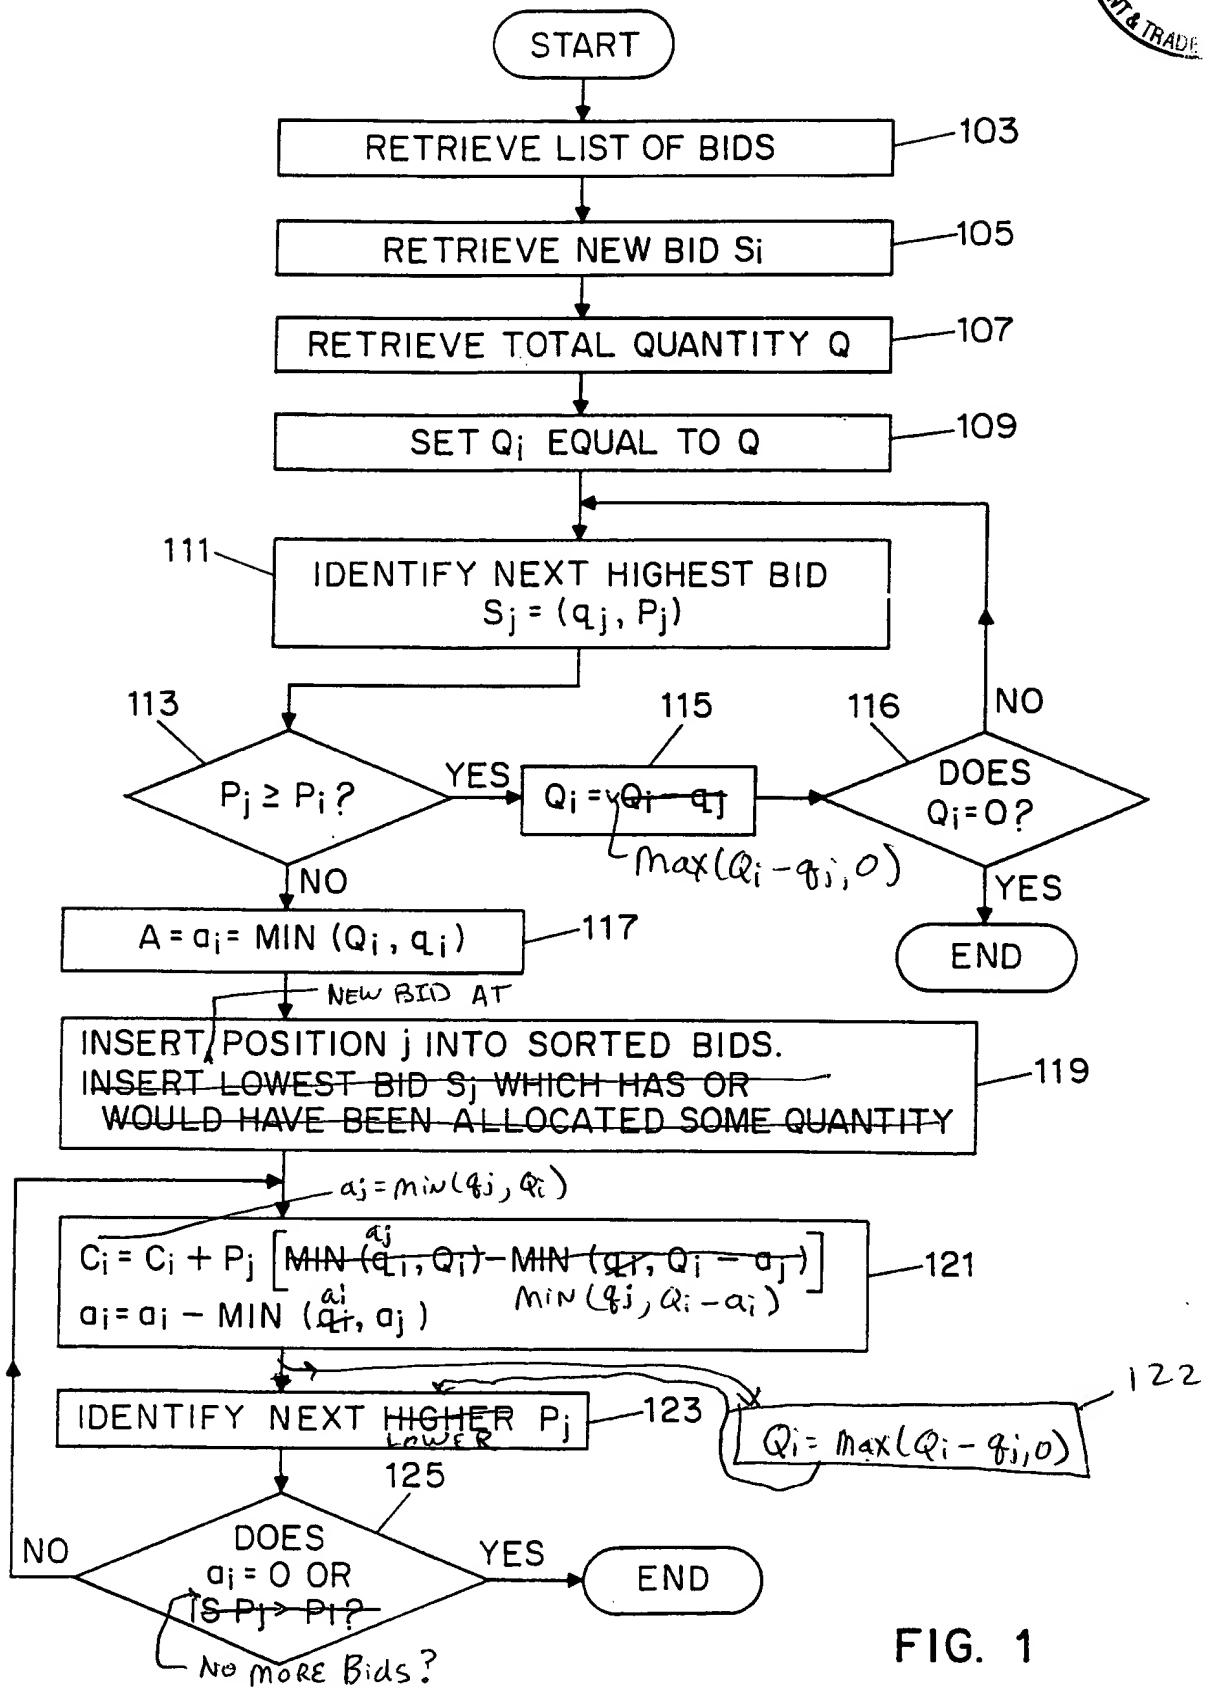 NT & TRADE
START
RETRIEVE LIST OF BIDS
103
RETRIEVE NEW BID Si
105
RETRIEVE TOTAL QUANTITY Q
107
SET Qi EQUAL TO Q
109
111
IDENTIFY NEXT HIGHEST BID
Sj = (qj, Pj)
113
115
116
NO
Pj ≥ Pi?
YES
Qi = Qi - qj
DOES
Qi=0?
max(Qi - qj, 0)
NO
YES
A = ai = MIN (Qi, qi)
117
END
NEW BID AT
INSERT POSITION j INTO SORTED BIDS.
INSERT LOWEST BID Sj WHICH HAS OR
WOULD HAVE BEEN ALLOCATED SOME QUANTITY
119
aj = MIN(qj, Qi)
aj
Ci = Ci + Pj [MIN (qi, Qi) - MIN (qi, Qi - aj)]
121
ai
MIN(qj, Qi - ai)
ai = ai - MIN (qi, aj)
122
IDENTIFY NEXT HIGHER Pj
123
LOWER
Qi = max(Qi - qj, 0)
125
DOES
NO
ai = 0 OR
YES
END
IS Pj > Pi?
NO MORE Bids?
FIG. 1